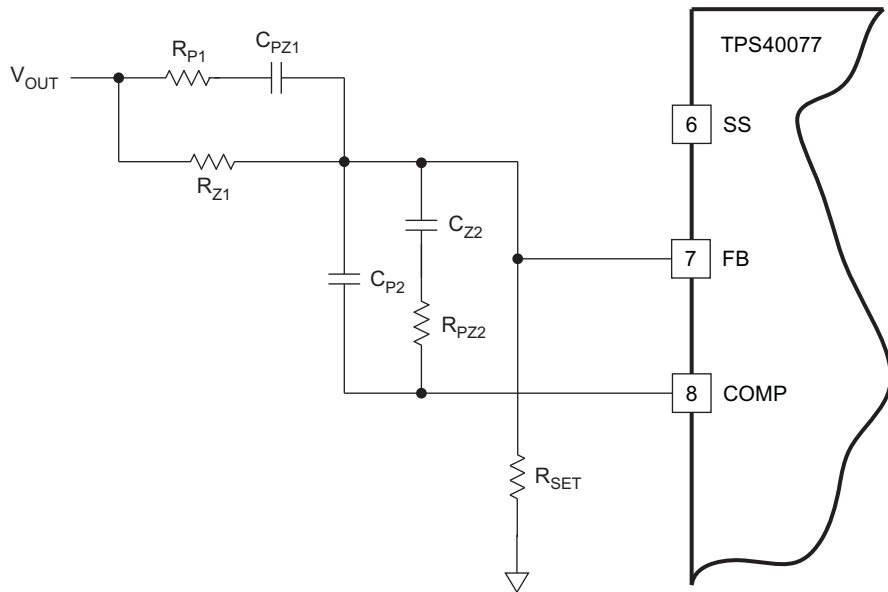 TPS40077
R_P1
C_PZ1
V_OUT
6 SS
R_Z1
C_Z2
7 FB
C_P2
R_PZ2
8 COMP
R_SET